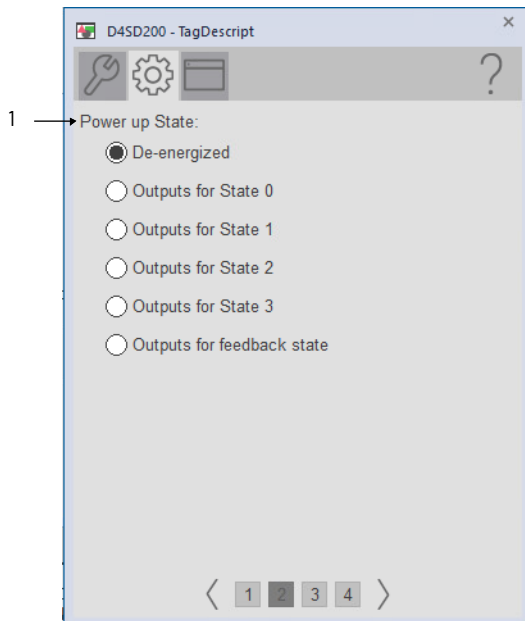 D4SD200 - TagDescript
?
1
Power up State:
De-energized
Outputs for State 0
Outputs for State 1
Outputs for State 2
Outputs for State 3
Outputs for feedback state
1 2 3 4